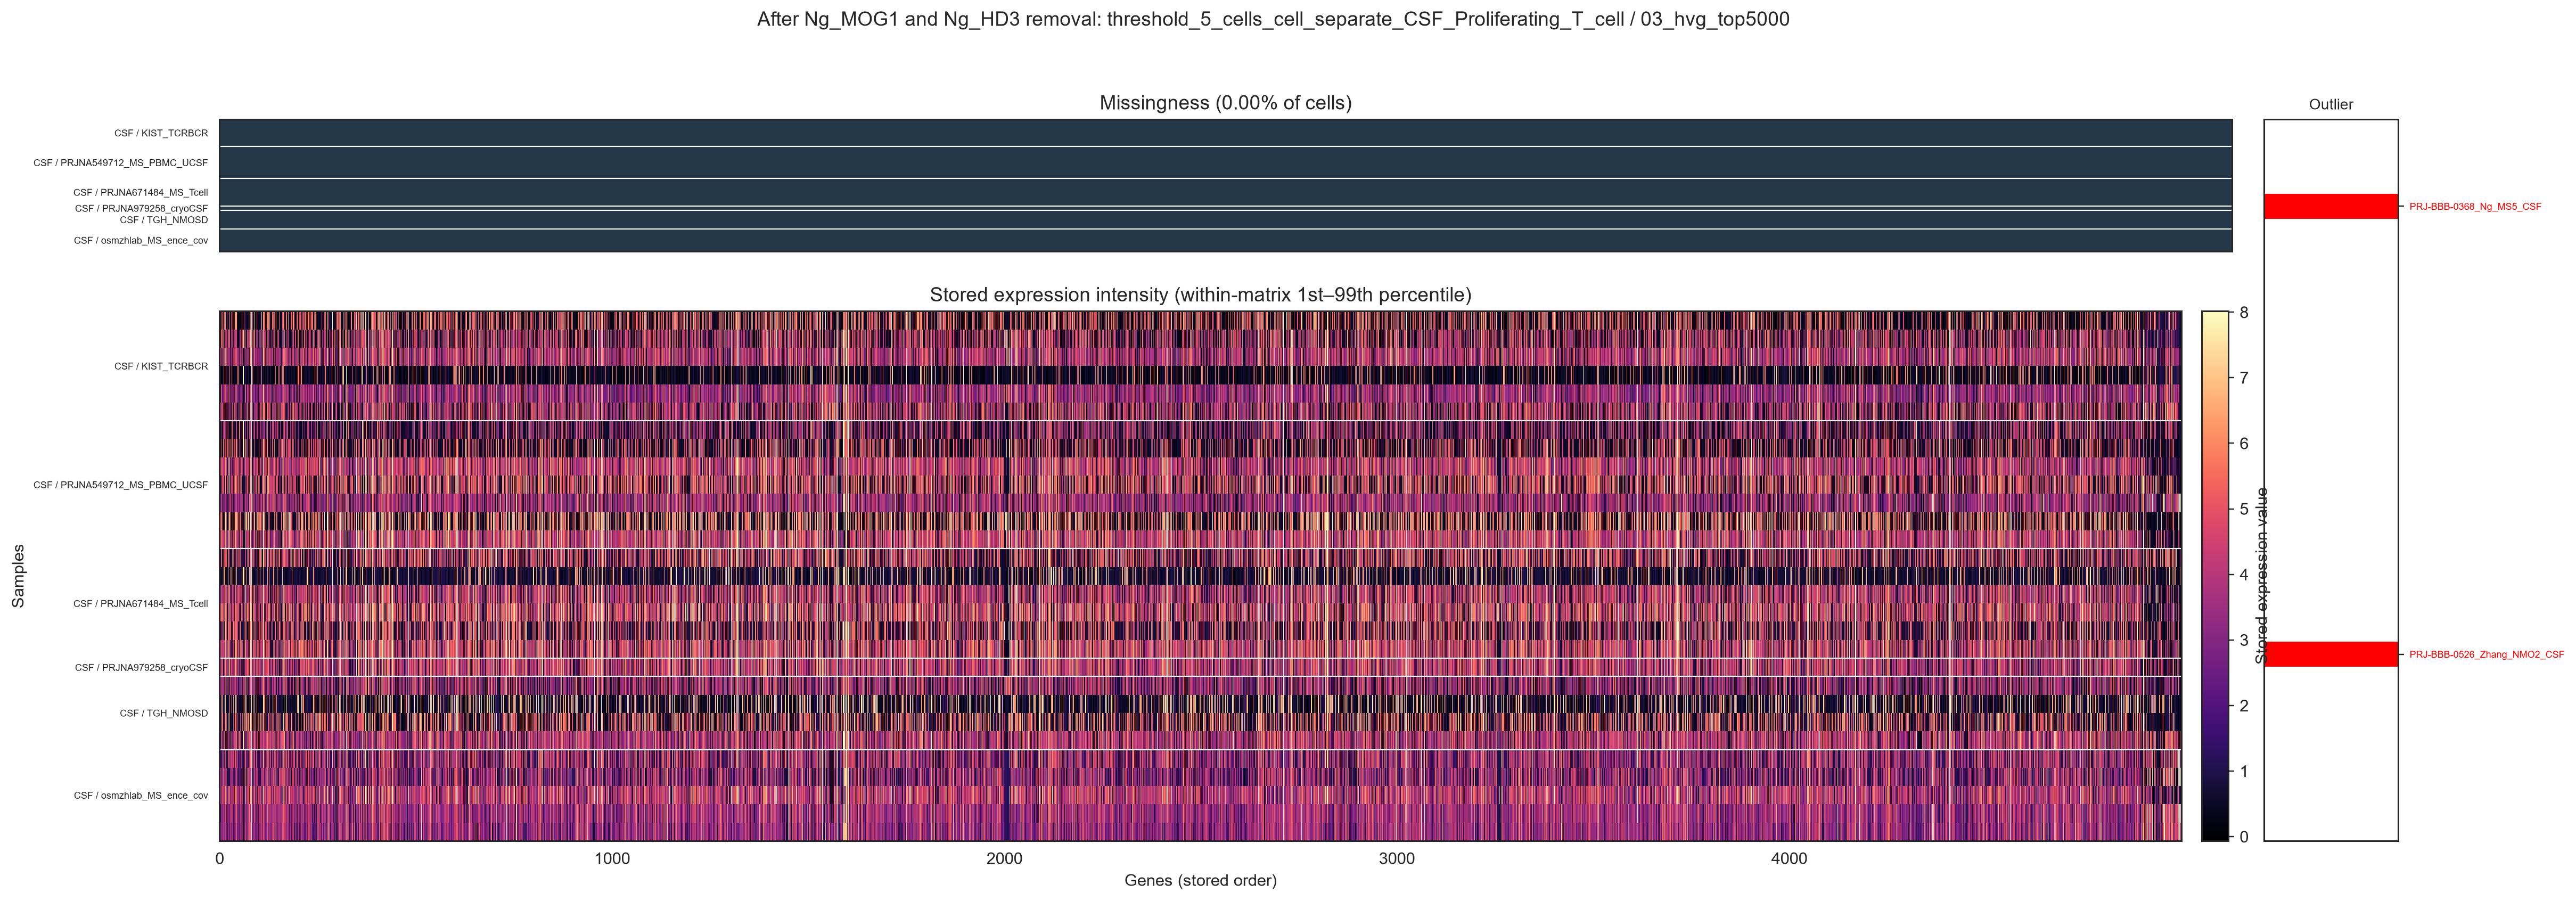 After Ng_MOG1 and Ng_HD3 removal: threshold_5_cells_cell_separate_CSF_Proliferating_T_cell / 03_hvg_top5000
Missingness (0.00% of cells)
Outlier
CSF / KIST_TCRBCR
CSF / PRJNA549712_MS_PBMC_UCSF
CSF / PRJNA671484_MS_Tcell
CSF / PRJNA979258_cryoCSF
CSF / TGH_NMOSD
CSF / osmzhlab_MS_ence_cov
PRJ-BBB-0368_Ng_MS5_CSF
Stored expression intensity (within-matrix 1st–99th percentile)
Samples
CSF / KIST_TCRBCR
CSF / PRJNA549712_MS_PBMC_UCSF
CSF / PRJNA671484_MS_Tcell
CSF / PRJNA979258_cryoCSF
CSF / TGH_NMOSD
CSF / osmzhlab_MS_ence_cov
8
7
6
5
4
3
2
1
0
Stored expression value
PRJ-BBB-0526_Zhang_NMO2_CSF
0
1000
2000
3000
4000
Genes (stored order)